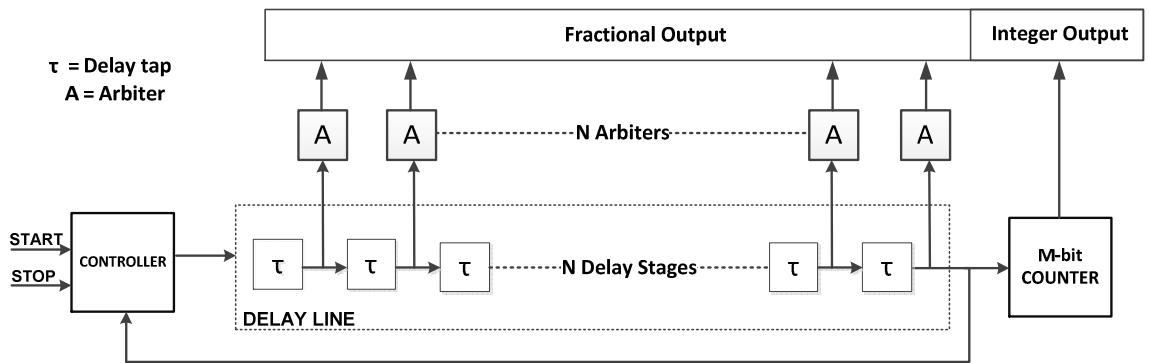 Fractional Output
Integer Output
τ = Delay tap
A = Arbiter
A
A
N Arbiters
A
A
START
STOP
CONTROLLER
τ
τ
τ
N Delay Stages
τ
τ
M-bit
COUNTER
DELAY LINE